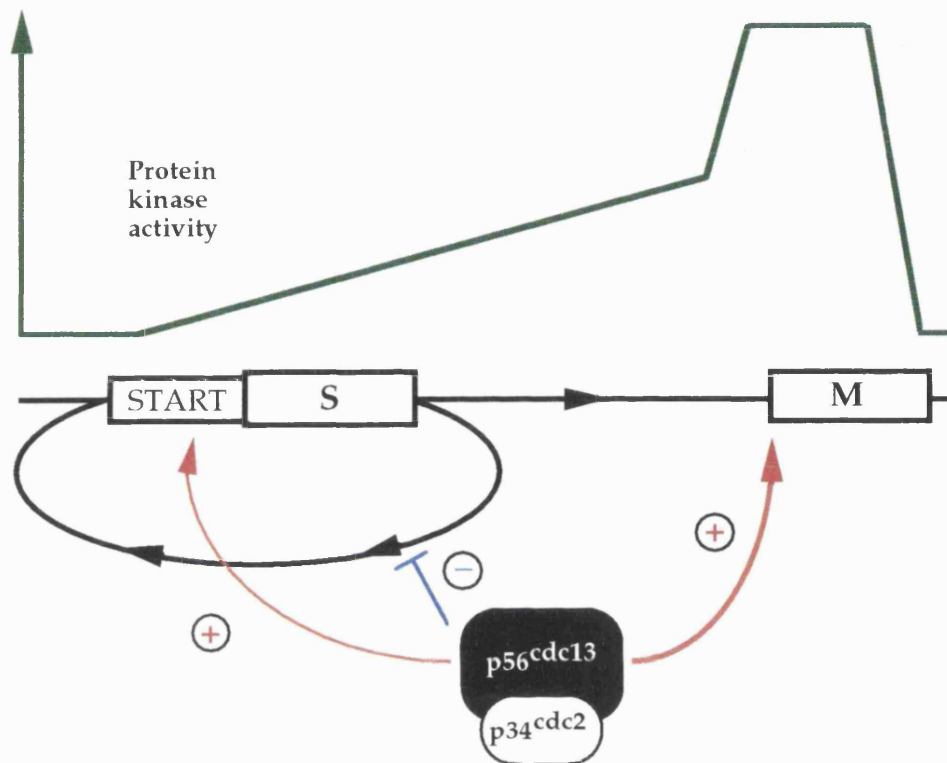 Protein
kinase
activity
START
S
M
+
−
+
p56cdc13
p34cdc2